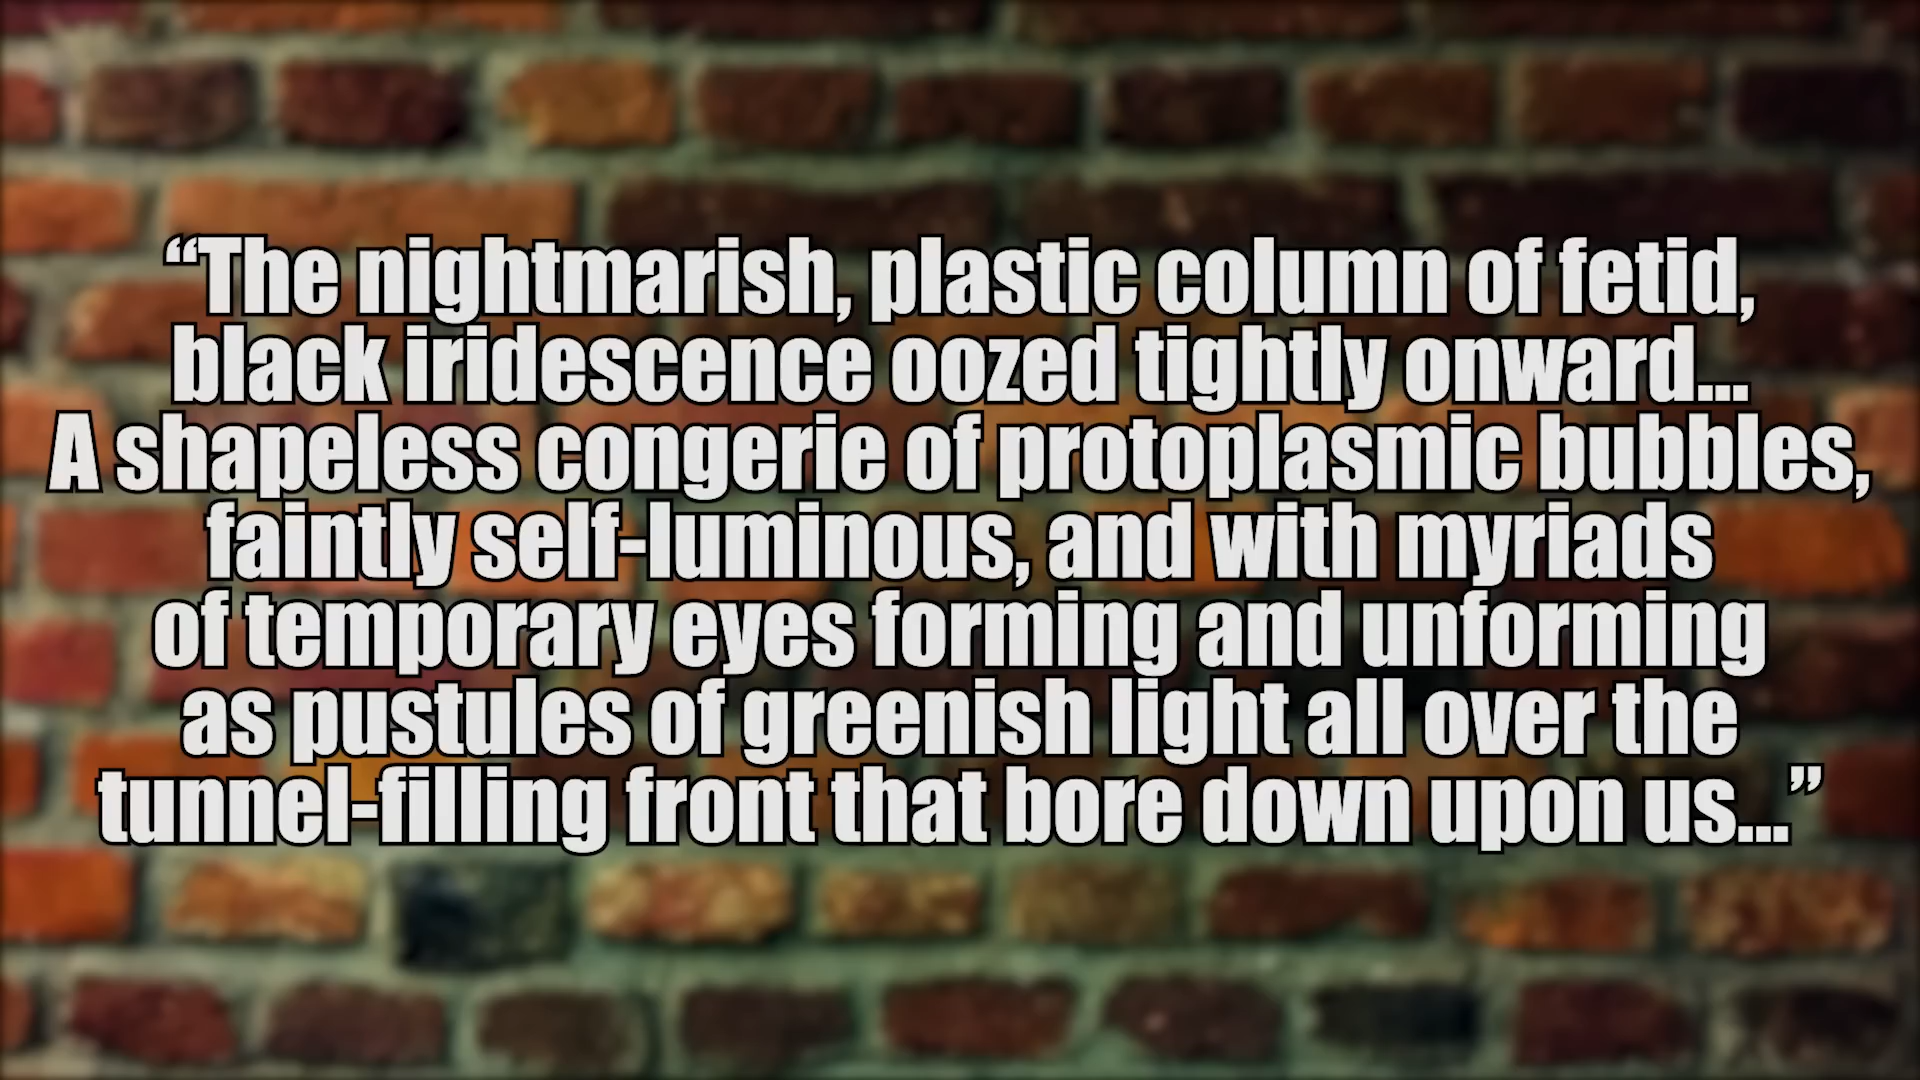 “The nightmarish, plastic column of fetid,
black iridescence oozed tightly onward...
A shapeless congerie of protoplasmic bubbles,
faintly self-luminous, and with myriads
of temporary eyes forming and unforming
as pustules of greenish light all over the
tunnel-filling front that bore down upon us...”